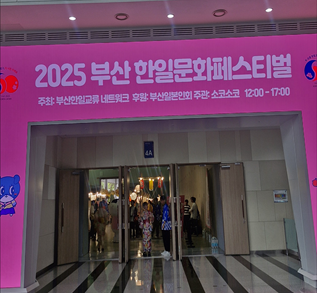 2025 부산 한일문화페스티벌
주최: 부산한일교류 네트워크 후원: 부산일본인회 주관: 소코소코 12:00 - 17:00
4A